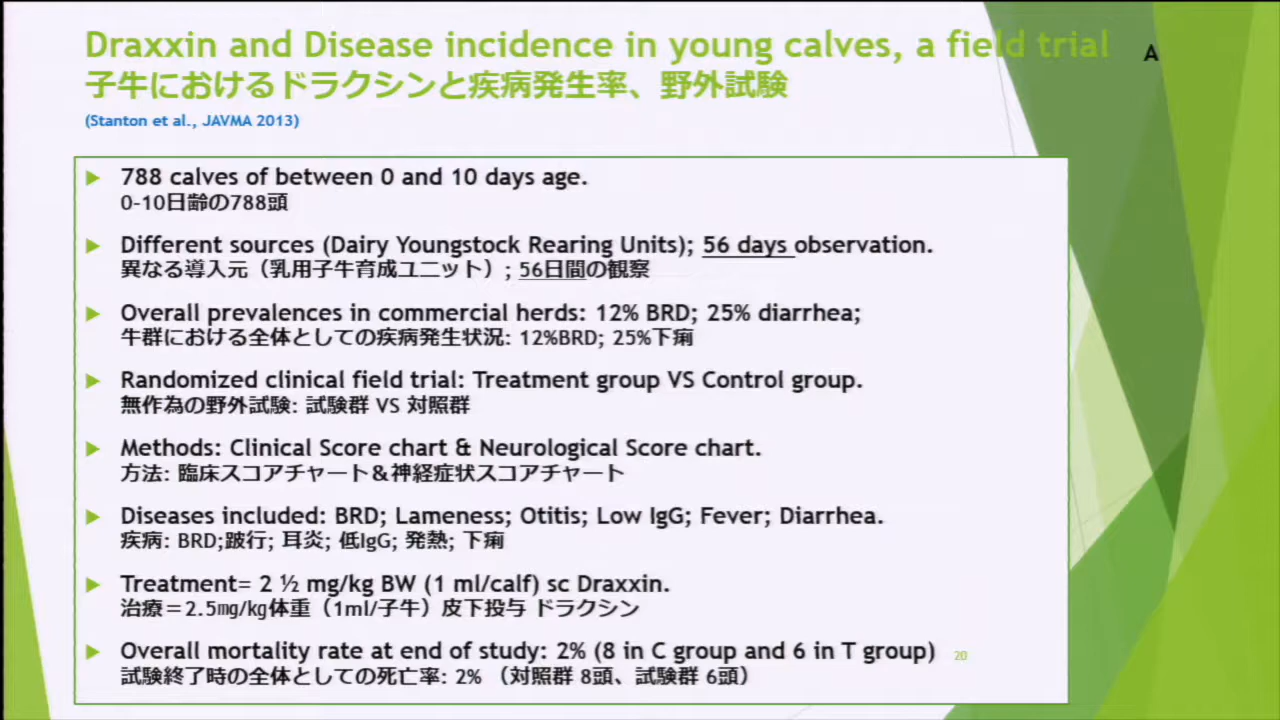 Draxxin and Disease incidence in young calves, a field trial
A
子牛におけるドラクシンと疾病発生率、野外試験
(Stanton et al., JAVMA 2013)
788 calves of between 0 and 10 days age.
0-10日齢の788頭
Different sources (Dairy Youngstock Rearing Units); 56 days observation.
異なる導入元（乳用子牛育成ユニット）; 56日間の観察
Overall prevalences in commercial herds: 12% BRD; 25% diarrhea;
牛群における全体としての疾病発生状況: 12%BRD; 25%下痢
Randomized clinical field trial: Treatment group VS Control group.
無作為の野外試験: 試験群 VS 対照群
Methods: Clinical Score chart & Neurological Score chart.
方法: 臨床スコアチャート＆神経症状スコアチャート
Diseases included: BRD; Lameness; Otitis; Low IgG; Fever; Diarrhea.
疾病: BRD;跛行; 耳炎; 低IgG; 発熱; 下痢
Treatment= 2 ½ mg/kg BW (1 ml/calf) sc Draxxin.
治療＝2.5㎎/㎏体重（1ml/子牛）皮下投与 ドラクシン
Overall mortality rate at end of study: 2% (8 in C group and 6 in T group)
20
試験終了時の全体としての死亡率: 2% （対照群 8頭、試験群 6頭）